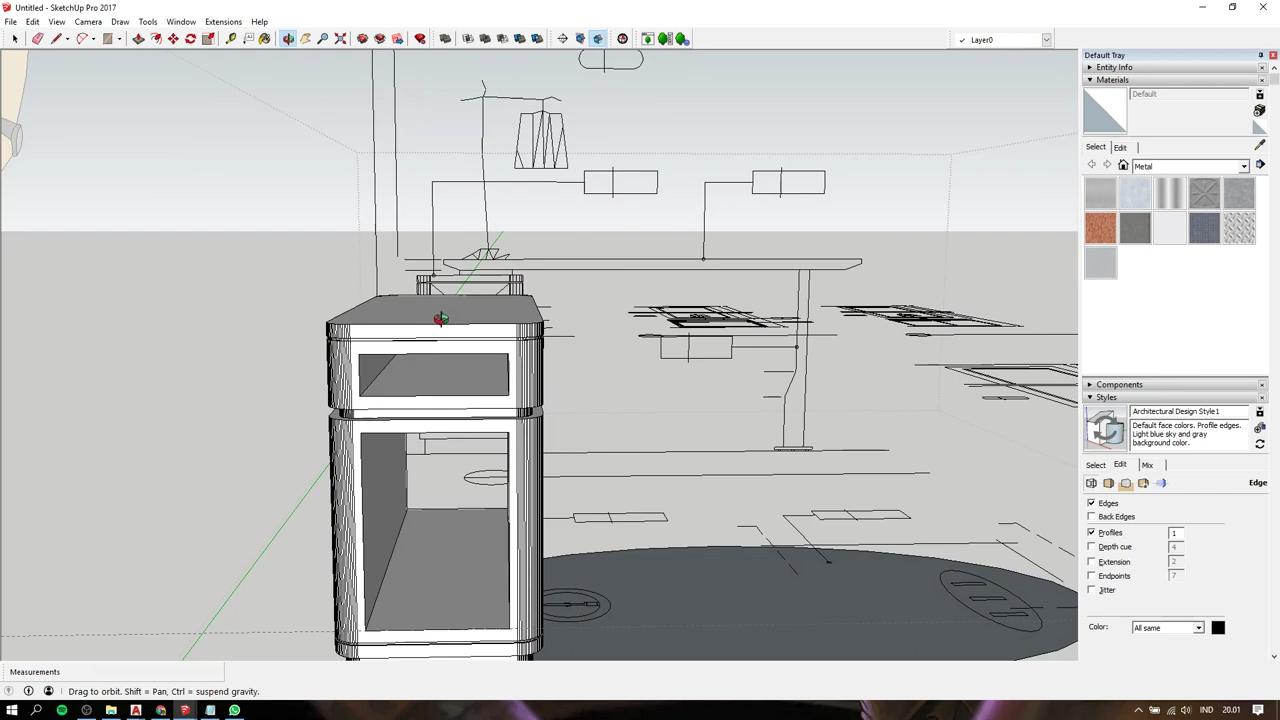 Untitled - SketchUp Pro 2017
File Edit View Camera Draw Tools Window Extensions Help
Layer0
Default Tray
Entity Info
Materials
Default
Select Edit
Metal
Components
Styles
Architectural Design Style1
Default face colors. Profile edges.
Light blue sky and gray
background color.
Select Edit Mix
Edge
Edges
Back Edges
Profiles 1
Depth cue 4
Extension 2
Endpoints 7
Jitter
Color: All same
Measurements
Drag to orbit. Shift = Pan, Ctrl = suspend gravity.
IND 20.01